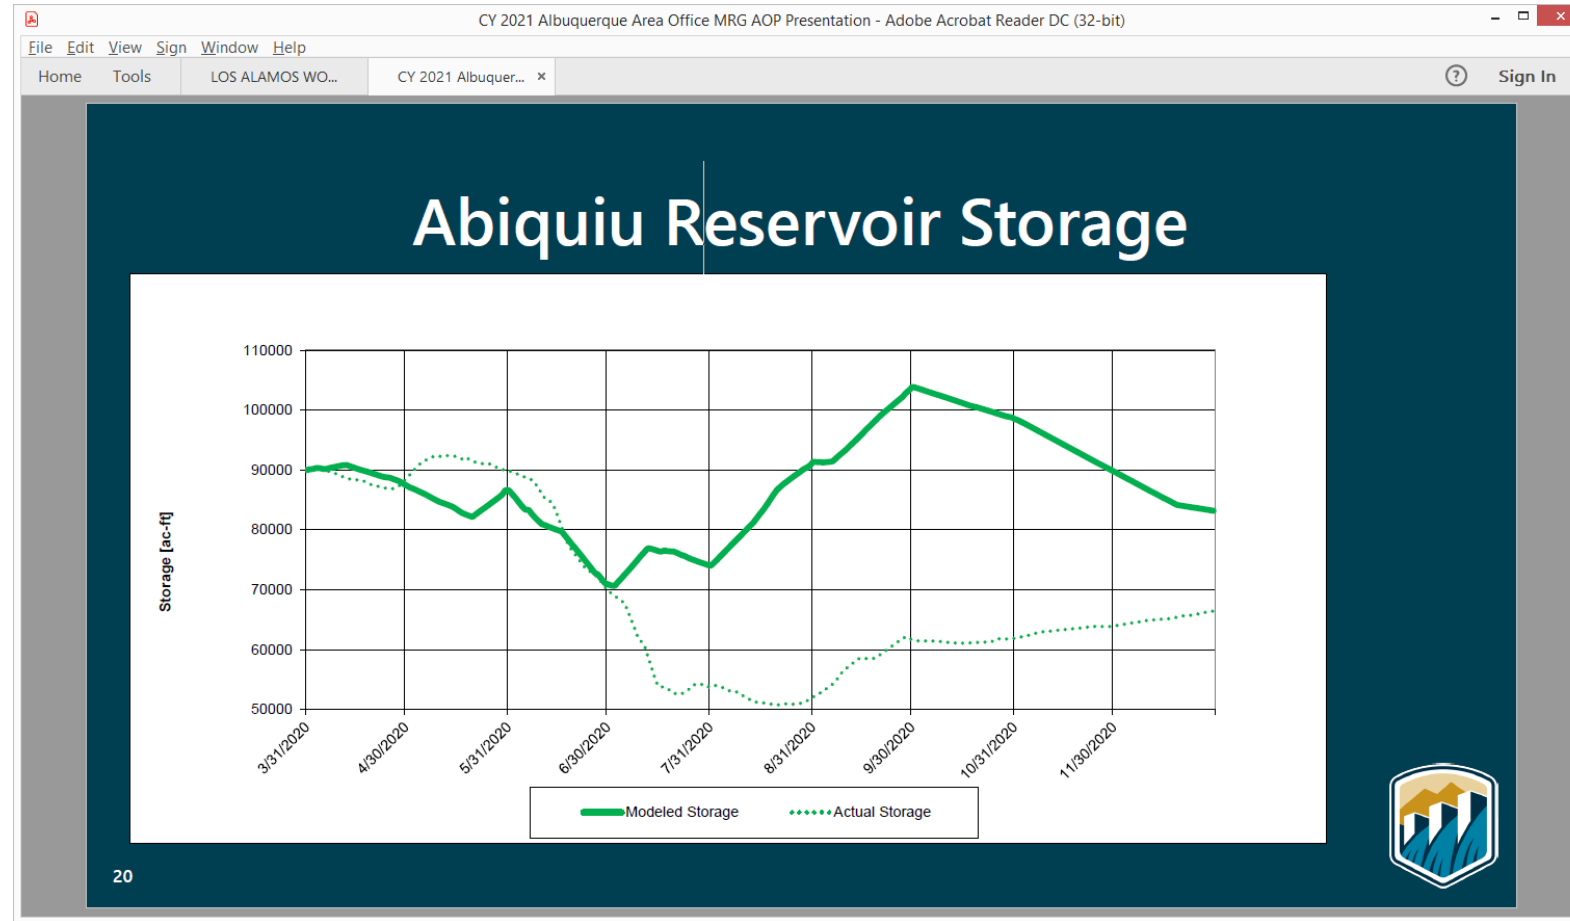 CY 2021 Albuquerque Area Office MRG AOP Presentation - Adobe Acrobat Reader DC (32-bit)
File Edit View Sign Window Help
Home Tools LOS ALAMOS WO... CY 2021 Albuquer... × ? Sign In
Abiquiu Reservoir Storage
110000
100000
90000
80000
70000
60000
50000
Storage [ac-ft]
3/31/2020 4/30/2020 5/31/2020 6/30/2020 7/31/2020 8/31/2020 9/30/2020 10/31/2020 11/30/2020
Modeled Storage Actual Storage
20